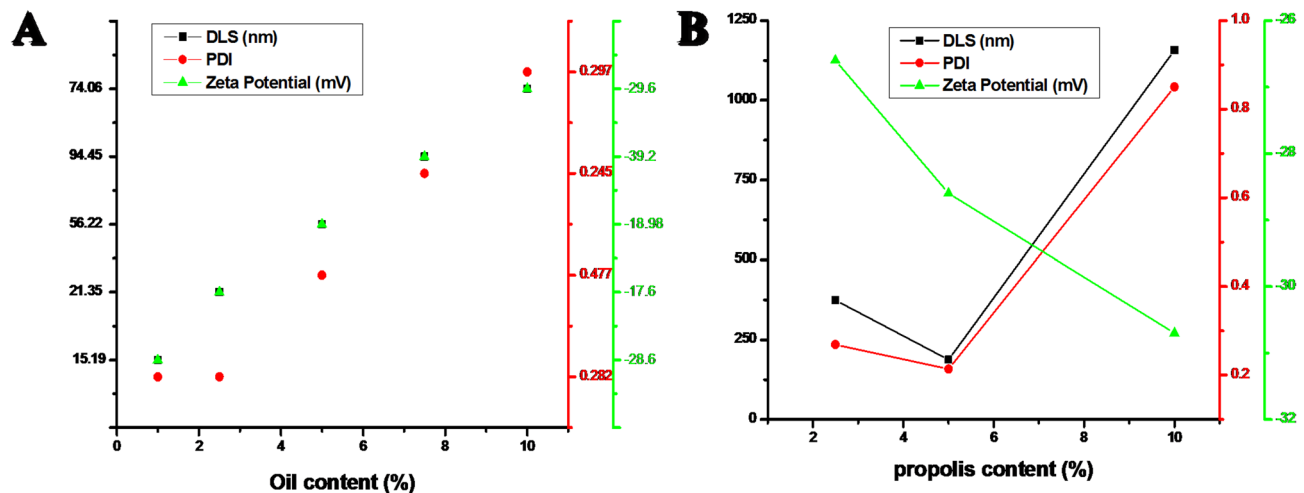 A
DLS (nm)
PDI
Zeta Potential (mV)
74.06
94.45
56.22
21.35
15.19
0.297
0.245
0.477
0.282
-29.6
-39.2
-18.98
-17.6
-28.6
0 2 4 6 8 10
Oil content (%)
B
DLS (nm)
PDI
Zeta Potential (mV)
1250
1000
750
500
250
0
1.0
0.8
0.6
0.4
0.2
-26
-28
-30
-32
2 4 6 8 10
propolis content (%)